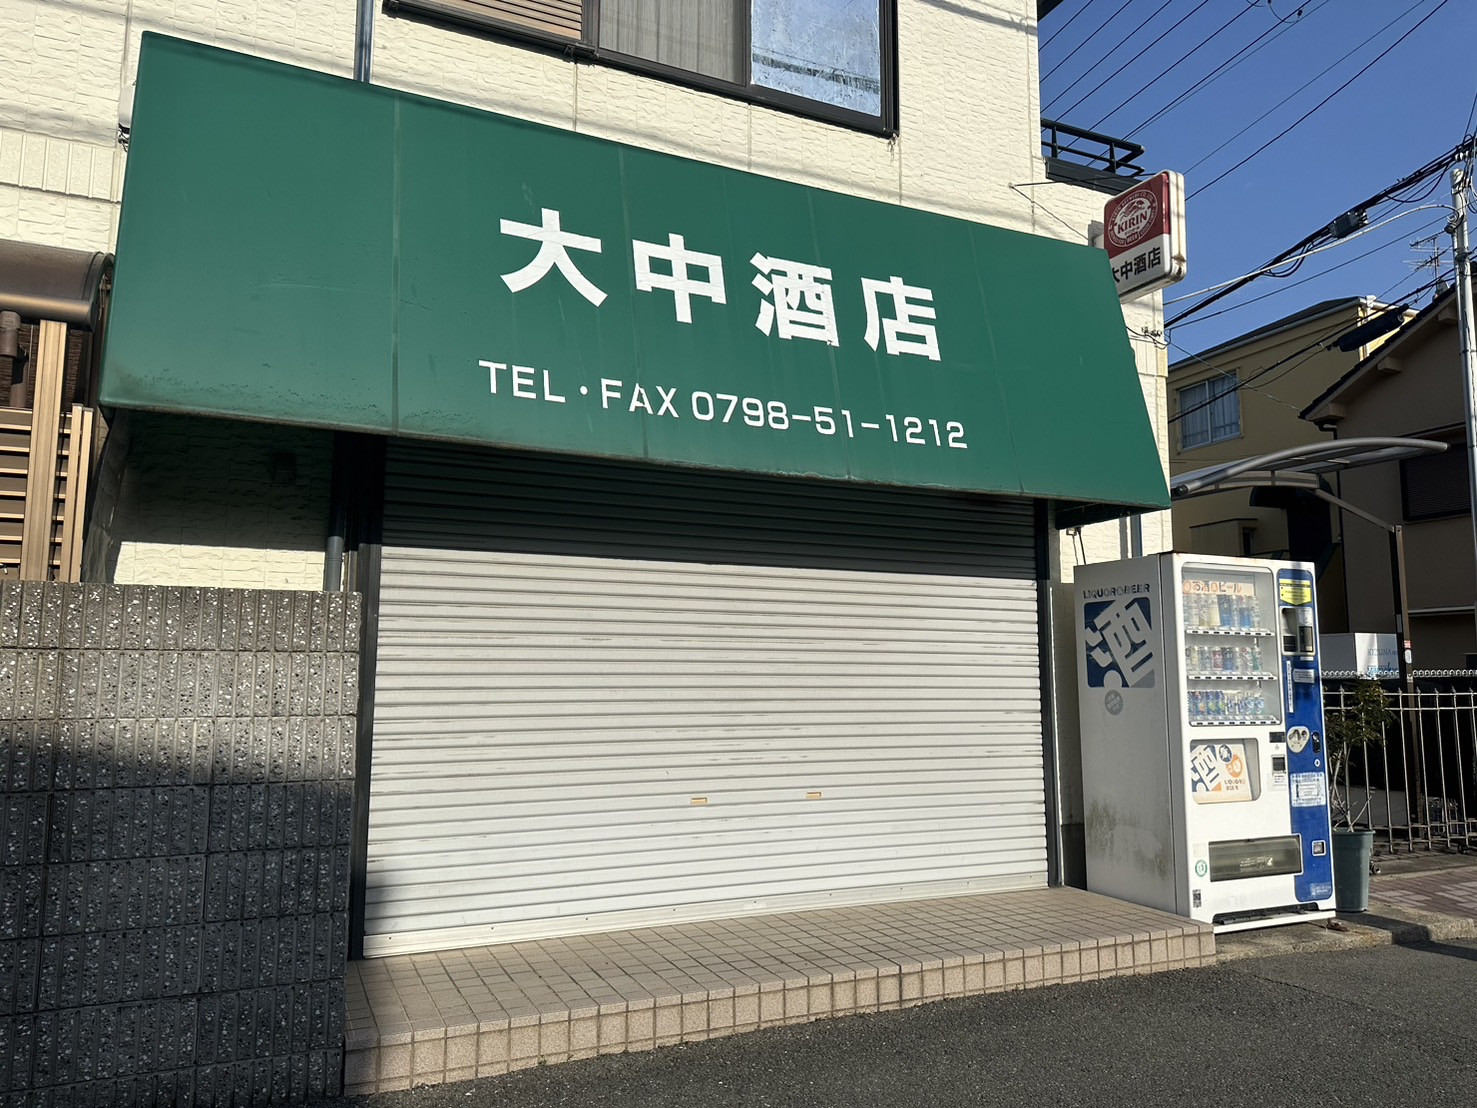 大中酒店
TEL・FAX 0798-51-1212
KIRIN
大中酒店
LIQUOR&BEER
酒
お酒 ビール
酒